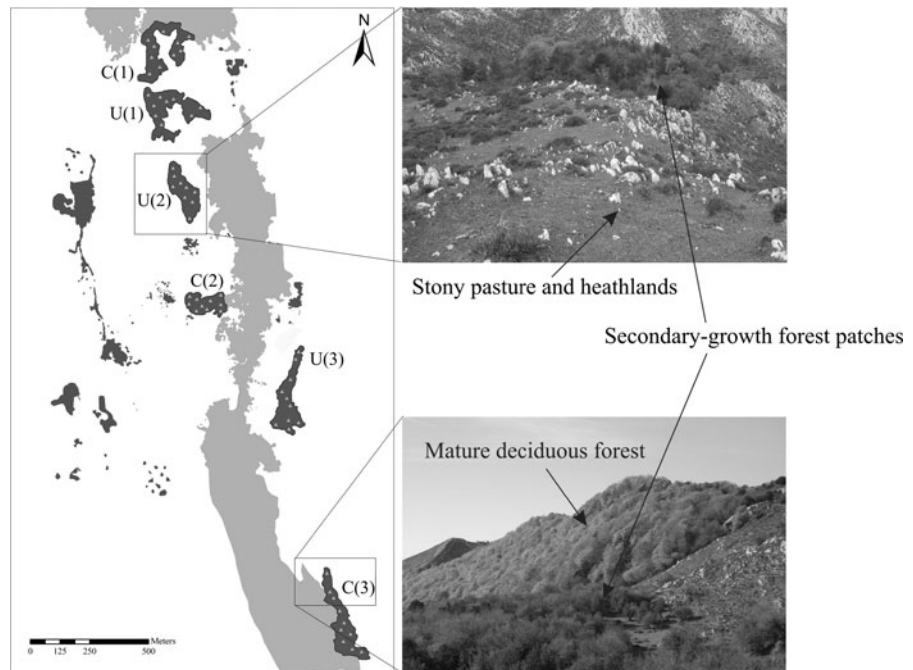 N
C(1)
U(1)
U(2)
C(2)
U(3)
C(3)
Meters
0 125 250 500
Stony pasture and heathlands
Secondary-growth forest patches
Mature deciduous forest